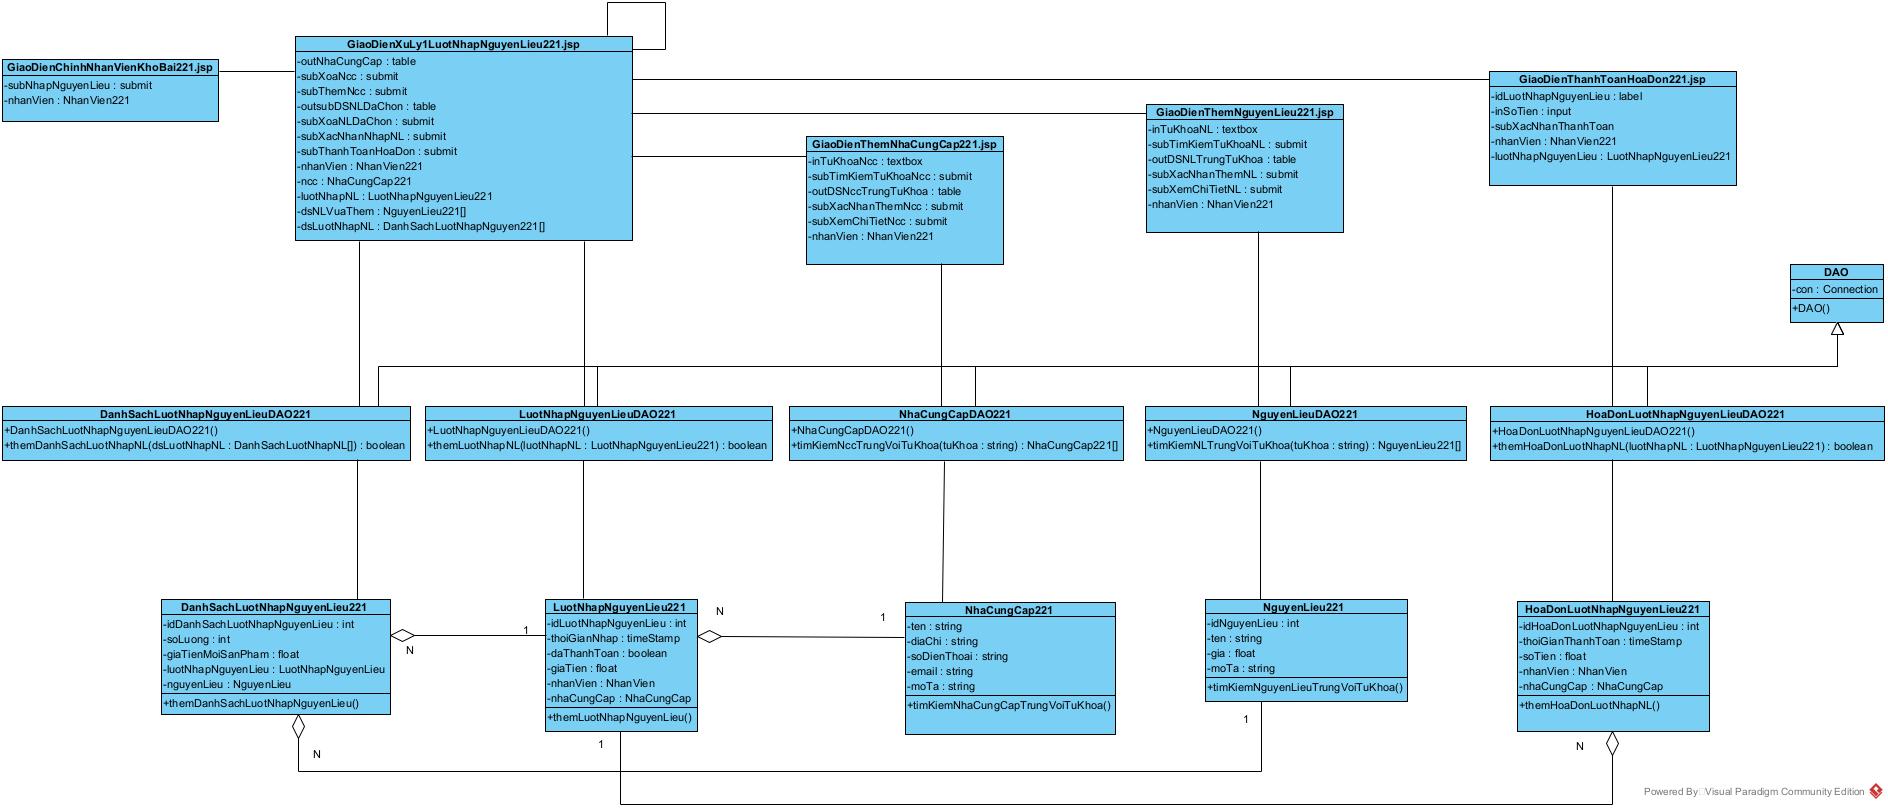 GiaoDienChinhNhanVienKhoBai221.jsp
-subNhapNguyenLieu : submit
-nhanVien : NhanVien221
GiaoDienXuLy1LuotNhapNguyenLieu221.jsp
-outNhaCungCap : table
-subXoaNcc : submit
-subThemNcc : submit
-outsubDSNLDaChon : table
-subXoaNLDaChon : submit
-subXacNhanNhapNL : submit
-subThanhToanHoaDon : submit
-nhanVien : NhanVien221
-ncc : NhaCungCap221
-luotNhapNL : LuotNhapNguyenLieu221
-dsNLVuaThem : NguyenLieu221[]
-dsLuotNhapNL : DanhSachLuotNhapNguyen221[]
GiaoDienThemNhaCungCap221.jsp
-inTuKhoaNcc : textbox
-subTimKiemTuKhoaNcc : submit
-outDSNccTrungTuKhoa : table
-subXacNhanThemNcc : submit
-subXemChiTietNcc : submit
-nhanVien : NhanVien221
GiaoDienThemNguyenLieu221.jsp
-inTuKhoaNL : textbox
-subTimKiemTuKhoaNL : submit
-outDSNLTrungTuKhoa : table
-subXacNhanThemNL : submit
-subXemChiTietNL : submit
-nhanVien : NhanVien221
GiaoDienThanhToanHoaDon221.jsp
-idLuotNhapNguyenLieu : label
-inSoTien : input
-subXacNhanThanhToan
-nhanVien : NhanVien221
-luotNhapNguyenLieu : LuotNhapNguyenLieu221
DAO
-con : Connection
+DAO()
DanhSachLuotNhapNguyenLieuDAO221
+DanhSachLuotNhapNguyenLieuDAO221()
+themDanhSachLuotNhapNL(dsLuotNhapNL : DanhSachLuotNhapNL[]) : boolean
LuotNhapNguyenLieuDAO221
+LuotNhapNguyenLieuDAO221()
+themLuotNhapNL(luotNhapNL : LuotNhapNguyenLieu221) : boolean
NhaCungCapDAO221
+NhaCungCapDAO221()
+timKiemNccTrungVoiTuKhoa(tuKhoa : string) : NhaCungCap221[]
NguyenLieuDAO221
+NguyenLieuDAO221()
+timKiemNLTrungVoiTuKhoa(tuKhoa : string) : NguyenLieu221[]
HoaDonLuotNhapNguyenLieuDAO221
+HoaDonLuotNhapNguyenLieuDAO221()
+themHoaDonLuotNhapNL(luotNhapNL : LuotNhapNguyenLieu221) : boolean
DanhSachLuotNhapNguyenLieu221
-idDanhSachLuotNhapNguyenLieu : int
-soLuong : int
-giaTienMoiSanPham : float
-luotNhapNguyenLieu : LuotNhapNguyenLieu
-nguyenLieu : NguyenLieu
+themDanhSachLuotNhapNguyenLieu()
N
1
N
LuotNhapNguyenLieu221
-idLuotNhapNguyenLieu : int
-thoiGianNhap : timeStamp
-daThanhToan : boolean
-giaTien : float
-nhanVien : NhanVien
-nhaCungCap : NhaCungCap
+themLuotNhapNguyenLieu()
1
N
1
NhaCungCap221
-ten : string
-diaChi : string
-soDienThoai : string
-email : string
-moTa : string
+timKiemNhaCungCapTrungVoiTuKhoa()
NguyenLieu221
-idNguyenLieu : int
-ten : string
-gia : float
-moTa : string
+timKiemNguyenLieuTrungVoiTuKhoa()
1
HoaDonLuotNhapNguyenLieu221
-idHoaDonLuotNhapNguyenLieu : int
-thoiGianThanhToan : timeStamp
-soTien : float
-nhanVien : NhanVien
-nhaCungCap : NhaCungCap
+themHoaDonLuotNhapNL()
N
Powered By Visual Paradigm Community Edition